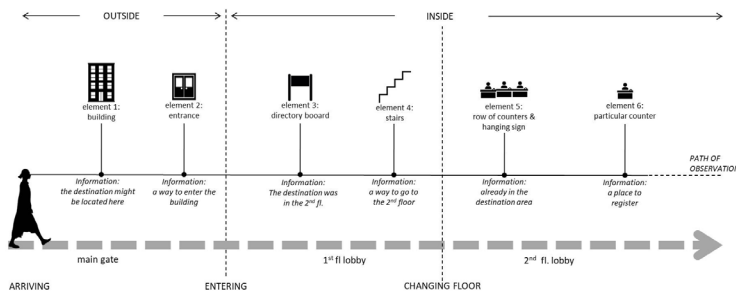 OUTSIDE
INSIDE
element 1:
building
element 2:
entrance
element 3:
directory booard
element 4:
stairs
element 5:
row of counters &
hanging sign
element 6:
particular counter
PATH OF
OBSERVATION
Information:
the destination might
be located here
Information:
a way to enter the
building
Information:
The destination was
in the 2nd fl.
Information:
a way to go to
the 2nd floor
Information:
already in the
destination area
Information:
a place to
register
main gate
1st fl lobby
2nd fl. lobby
ARRIVING
ENTERING
CHANGING FLOOR